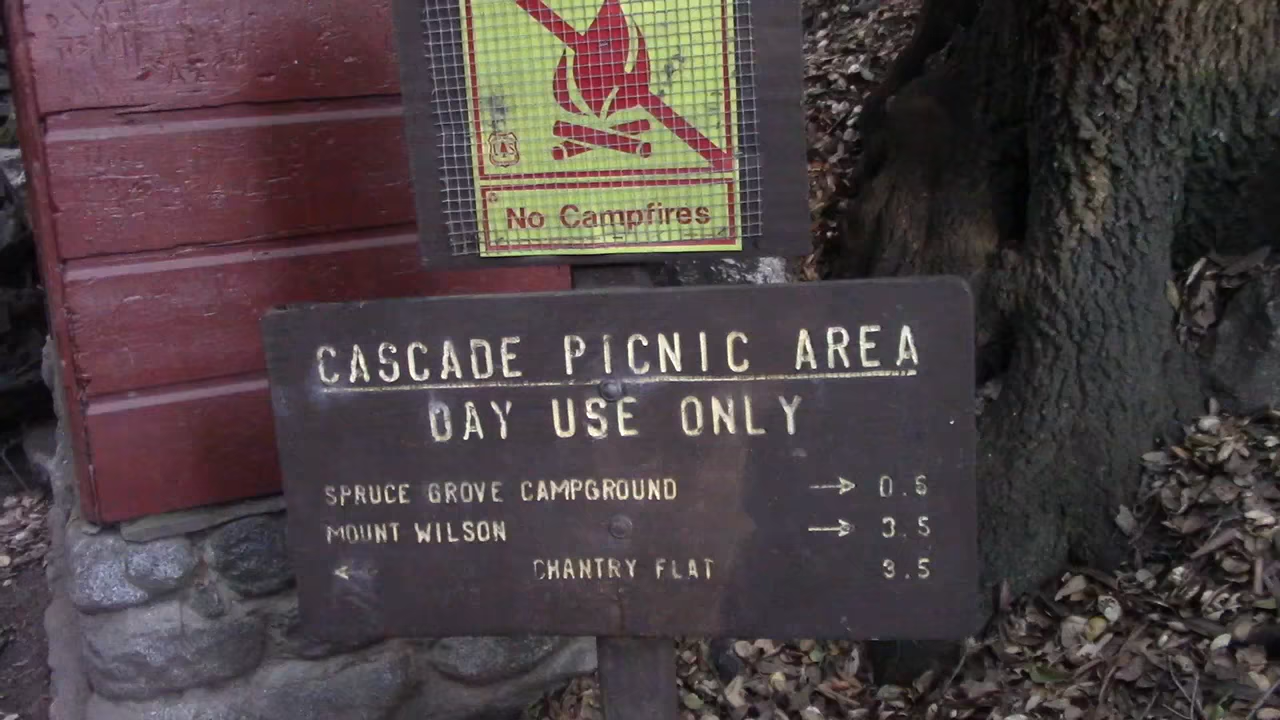 No Campfires
CASCADE PICNIC AREA
DAY USE ONLY
SPRUCE GROVE CAMPGROUND → 0.5
MOUNT WILSON → 3.5
← CHANTRY FLAT 3.5